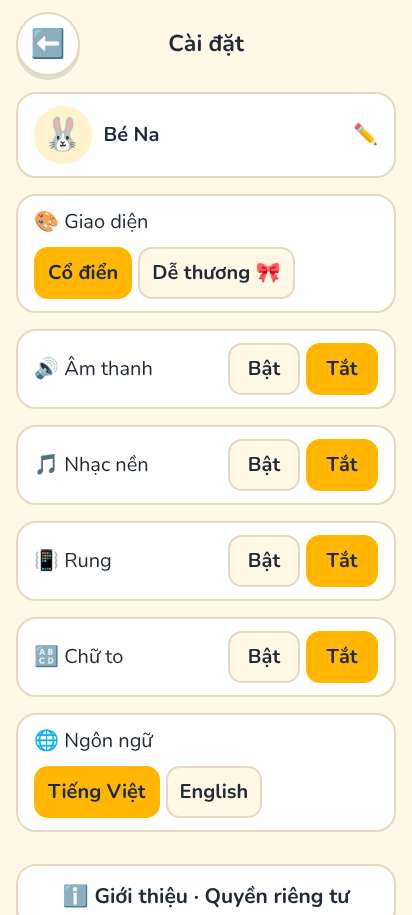 Cài đặt
Bé Na
Giao diện
Cổ điển Dễ thương
Âm thanh Bật Tắt
Nhạc nền Bật Tắt
Rung Bật Tắt
Chữ to Bật Tắt
Ngôn ngữ
Tiếng Việt English
Giới thiệu · Quyền riêng tư